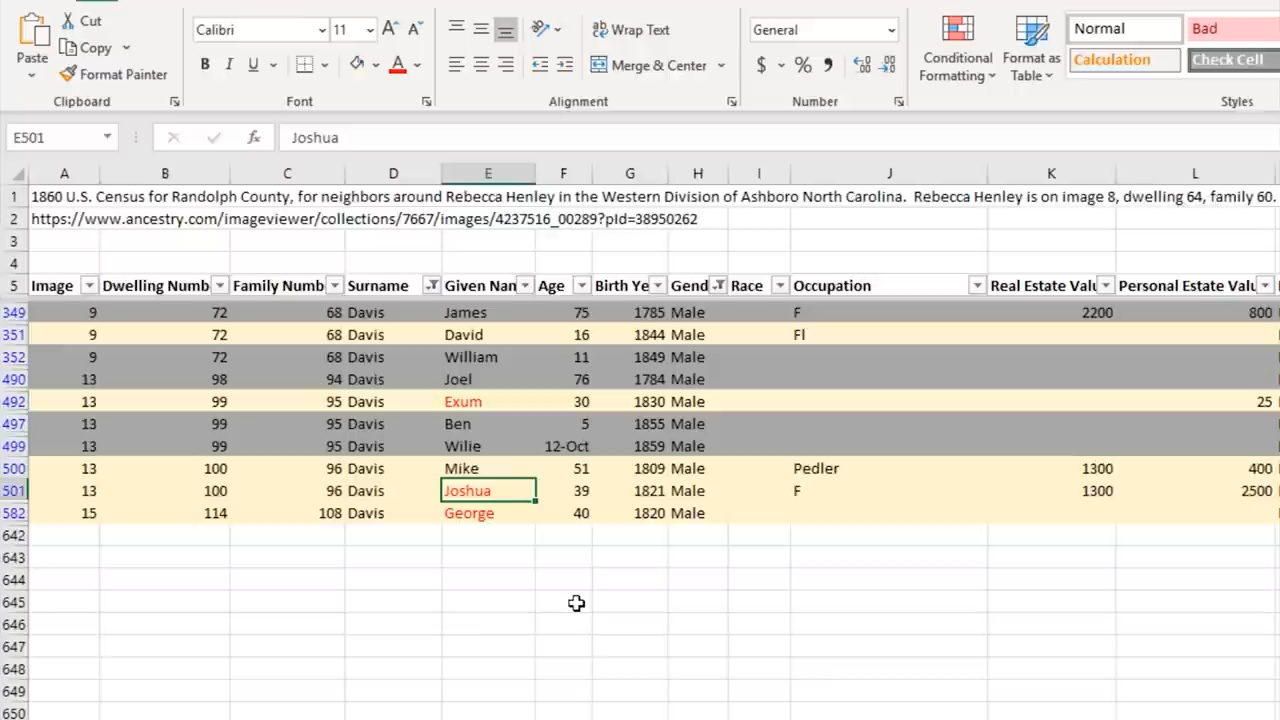 Cut
Copy
Format Painter
Paste
Clipboard
Calibri 11 A A
B I U A
Font
ab Wrap Text
Merge & Center
Alignment
General
$ % 9
Number
Conditional Formatting
Format as Table
Normal Bad
Calculation Check Cell
Styles
E501 fx Joshua
A B C D E F G H I J K L
1 1860 U.S. Census for Randolph County, for neighbors around Rebecca Henley in the Western Division of Ashboro North Carolina. Rebecca Henley is on image 8, dwelling 64, family 60.
2 https://www.ancestry.com/imageviewer/collections/7667/images/4237516_00289?pId=38950262
3
4
5 Image Dwelling Numb Family Numb Surname Given Nan Age Birth Ye Gend Race Occupation Real Estate Valu Personal Estate Valu
349 9 72 68 Davis James 75 1785 Male F 2200 800
351 9 72 68 Davis David 16 1844 Male Fl
352 9 72 68 Davis William 11 1849 Male
490 13 98 94 Davis Joel 76 1784 Male
492 13 99 95 Davis Exum 30 1830 Male 25
497 13 99 95 Davis Ben 5 1855 Male
499 13 99 95 Davis Wilie 12-Oct 1859 Male
500 13 100 96 Davis Mike 51 1809 Male Pedler 1300 400
501 13 100 96 Davis Joshua 39 1821 Male F 1300 2500
582 15 114 108 Davis George 40 1820 Male
642
643
644
645
646
647
648
649
650